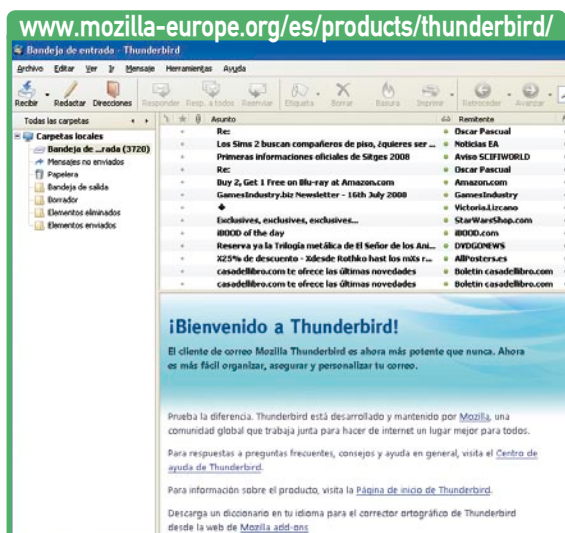 www.mozilla-europe.org/es/products/thunderbird/
Bandeja de entrada - Thunderbird
Archivo Editar Ver Ir Mensaje Herramientas Ayuda
Recibir Redactar Direcciones Responder Resp. a todos Reenviar Etiqueta Borrar Basura Imprimir Retroceder Avanzar
Todas las carpetas
Asunto Remitente
Carpetas locales
Bandeja de ...rada (3720)
Mensajes no enviados
Papelera
Bandeja de salida
Borrador
Elementos eliminados
Elementos enviados
Re: Oscar Pascual
Los Sims 2 buscan compañeros de piso, ¿quieres ser ... Noticias EA
Primeras informaciones oficiales de Sitges 2008 Aviso SCIFIWORLD
Re: Oscar Pascual
Buy 2, Get 1 Free on Blu-ray at Amazon.com Amazon.com
GamesIndustry.biz Newsletter - 16th July 2008 GamesIndustry
Victoria.Lizcano
Exclusives, exclusives, exclusives... StarWarsShop.com
iBOOD of the day iBOOD.com
Reserva ya la Trilogía metálica de El Señor de los Ani... DVDGONEWS
X25% de descuento - Xdesde Rothko hast los mXs r... AllPosters.es
casadellibro.com te ofrece las últimas novedades Boletin casadellibro.com
casadellibro.com te ofrece las últimas novedades Boletin casadellibro.com
¡Bienvenido a Thunderbird!
El cliente de correo Mozilla Thunderbird es ahora más potente que nunca. Ahora
es más fácil organizar, asegurar y personalizar tu correo.
Prueba la diferencia. Thunderbird está desarrollado y mantenido por Mozilla, una
comunidad global que trabaja junta para hacer de internet un lugar mejor para todos.
Para respuestas a preguntas frecuentes, consejos y ayuda en general, visita el Centro de
ayuda de Thunderbird.
Para información sobre el producto, visita la Página de inicio de Thunderbird.
Descarga un diccionario en tu idioma para el corrector ortográfico de Thunderbird
desde la web de Mozilla add-ons